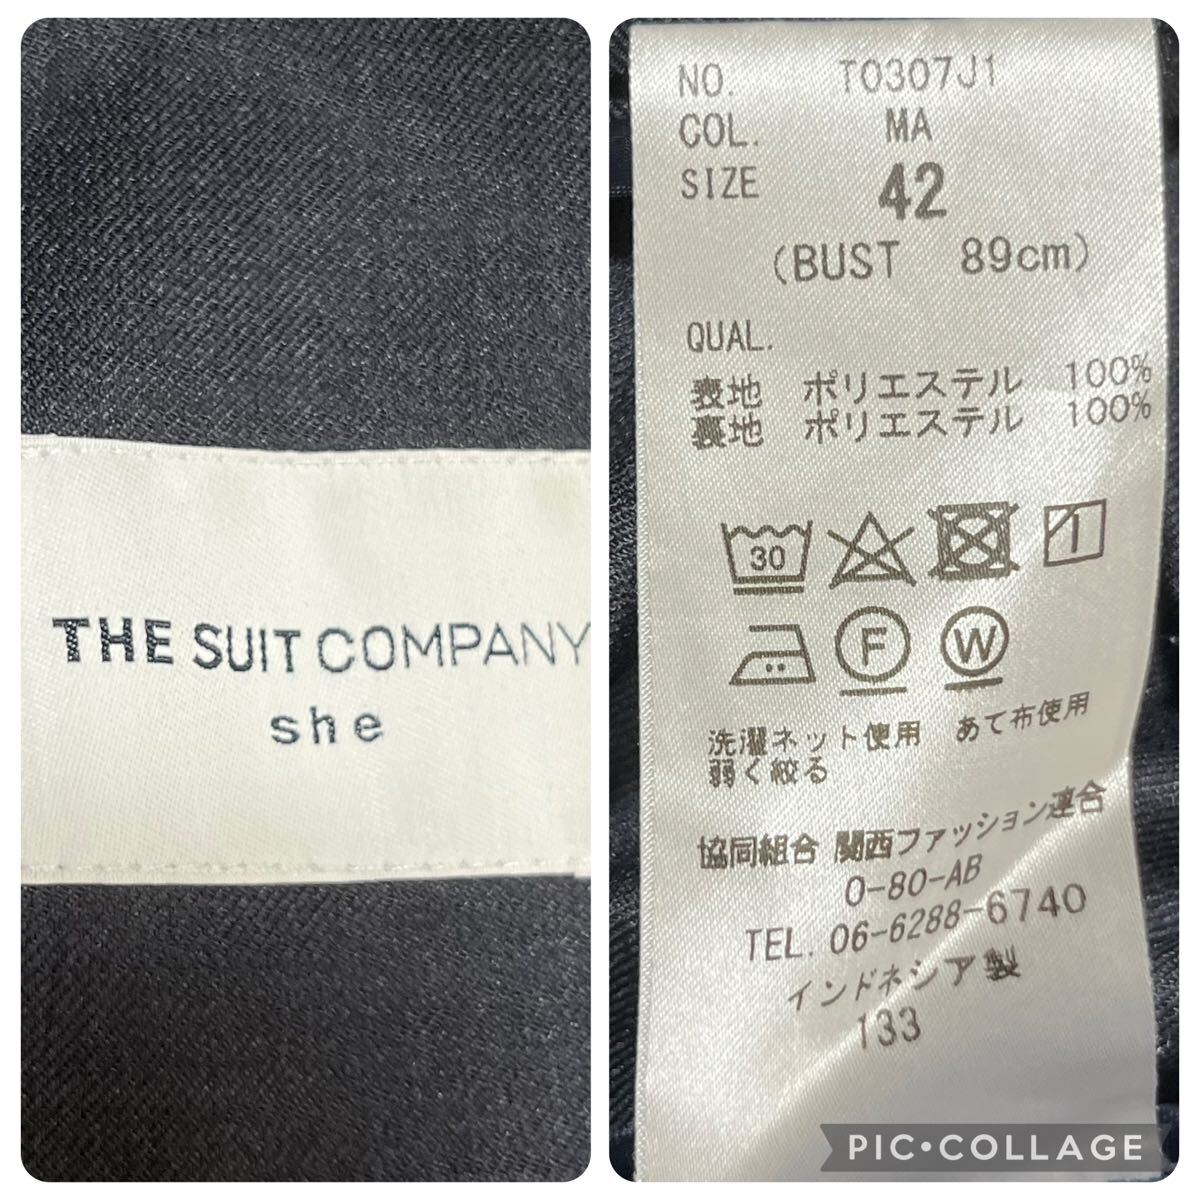 THE SUIT COMPANY
she
NO. T0307J1
COL. MA
SIZE 42
(BUST 89cm)
QUAL.
表地 ポリエステル 100%
裏地 ポリエステル 100%
30
F W
洗濯ネット使用 あて布使用
弱く絞る
協同組合 関西ファッション連合
0-80-AB
TEL. 06-6288-6740
インドネシア製
133
PIC•COLLAGE